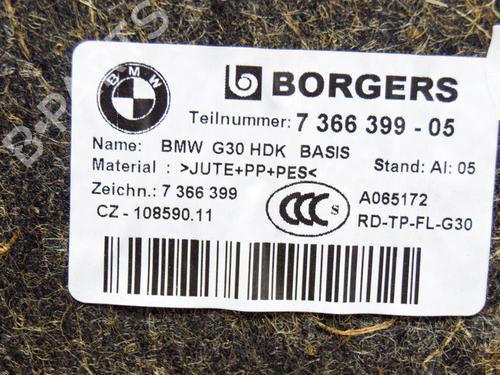 BMW
BORGERS
Teilnummer: 7 366 399 - 05
Name: BMW G30 HDK BASIS
Material : >JUTE+PP+PES<
Stand: AI: 05
Zeichn.: 7 366 399
A065172
CZ - 108590.11
CCC S
RD-TP-FL-G30
B-PARTS